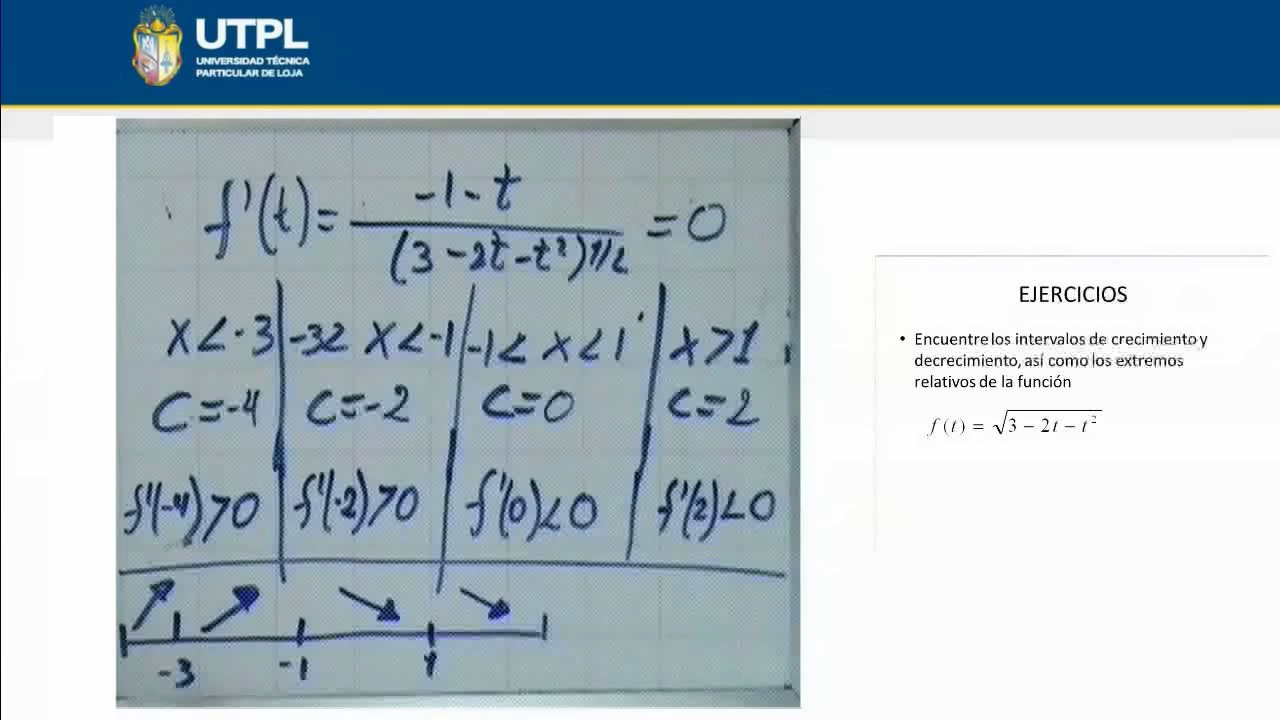 UTPL
UNIVERSIDAD TÉCNICA
PARTICULAR DE LOJA
f'(t) = -1 - t / (3 - 2t - t²)^1/2 = 0
x < -3 | -3 < x < -1 | -1 < x < 1 | x > 1
C = -4 | C = -2 | C = 0 | C = 2
f'(-4) > 0 | f'(-2) > 0 | f'(0) < 0 | f'(2) < 0
-3 -1 1
EJERCICIOS
• Encuentre los intervalos de crecimiento y
decrecimiento, así como los extremos
relativos de la función
f (t) = √3 − 2t − t²